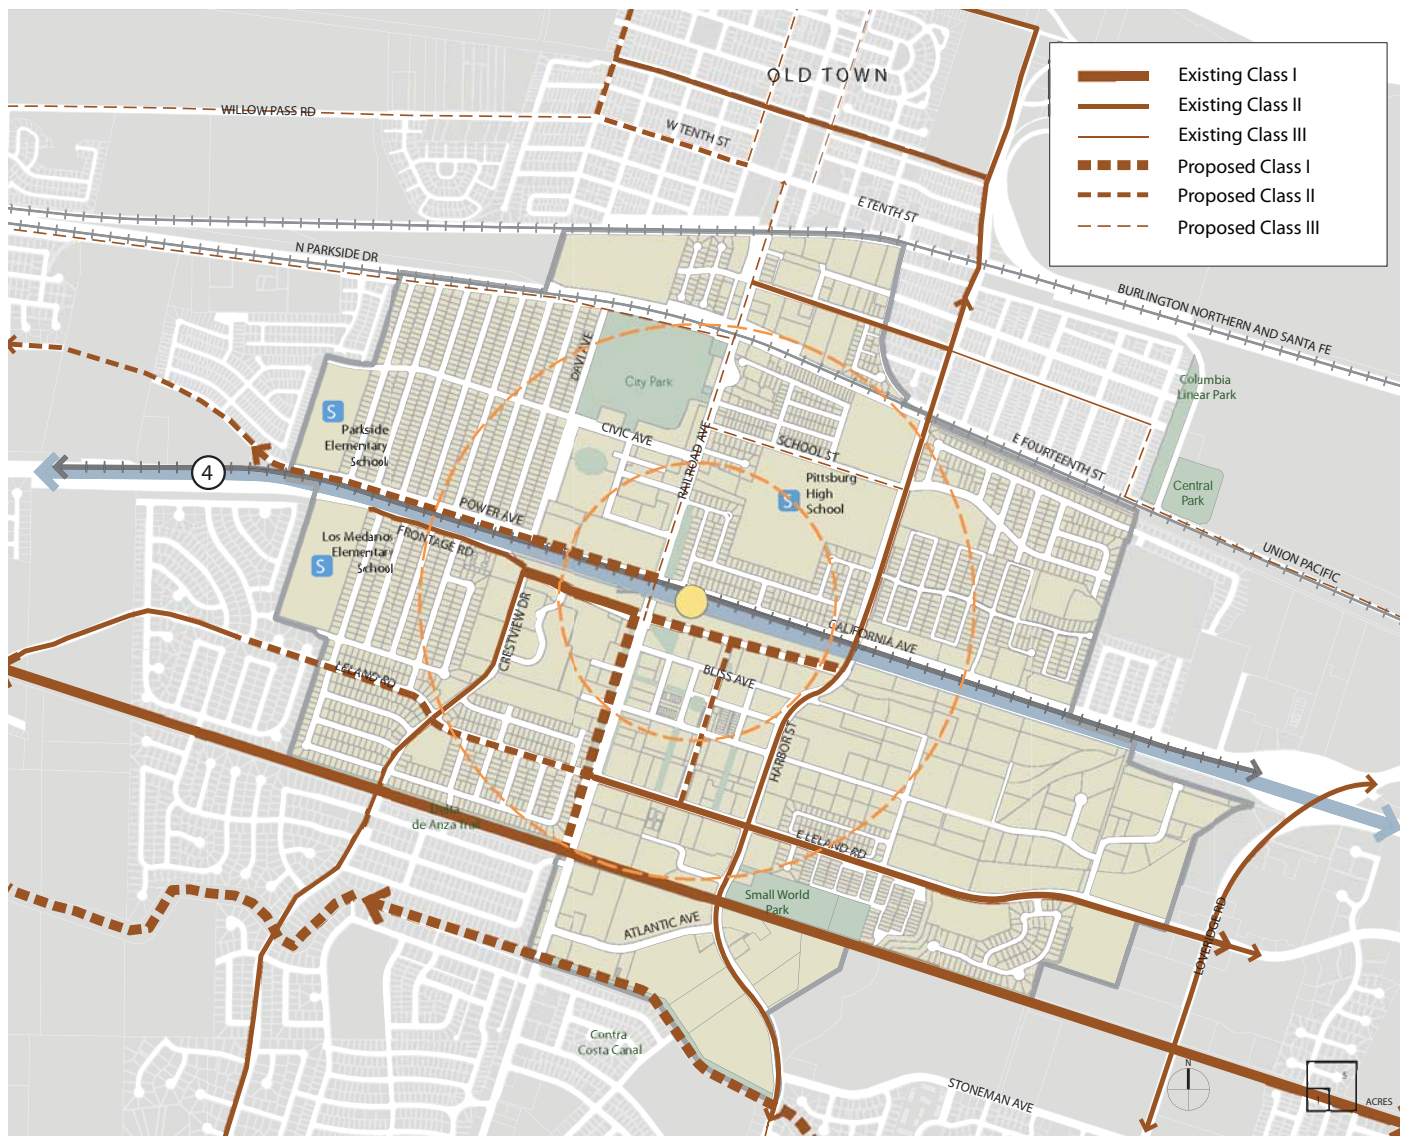 OLD TOWN
Existing Class I
Existing Class II
Existing Class III
Proposed Class I
Proposed Class II
Proposed Class III
WILLOW PASS RD
W TENTH ST
E TENTH ST
N PARKSIDE DR
BURLINGTON NORTHERN AND SANTA FE
DAVI AVE
City Park
Columbia
Linear Park
S
Parkside
Elementary
School
CIVIC AVE
RAILROAD AVE
SCHOOL ST
E FOURTEENTH ST
4
S
Pittsburg
High
School
Central
Park
POWER AVE
FRONTAGE RD
Los Medanos
Elementary
School
S
UNION PACIFIC
CRESTVIEW DR
CALIFORNIA AVE
LELAND RD
BLISS AVE
HARBOR ST
Delta
de Anza Trail
E LELAND RD
Small World
Park
ATLANTIC AVE
LOVERIDGE RD
Contra
Costa Canal
STONEMAN AVE
N
5
1
ACRES